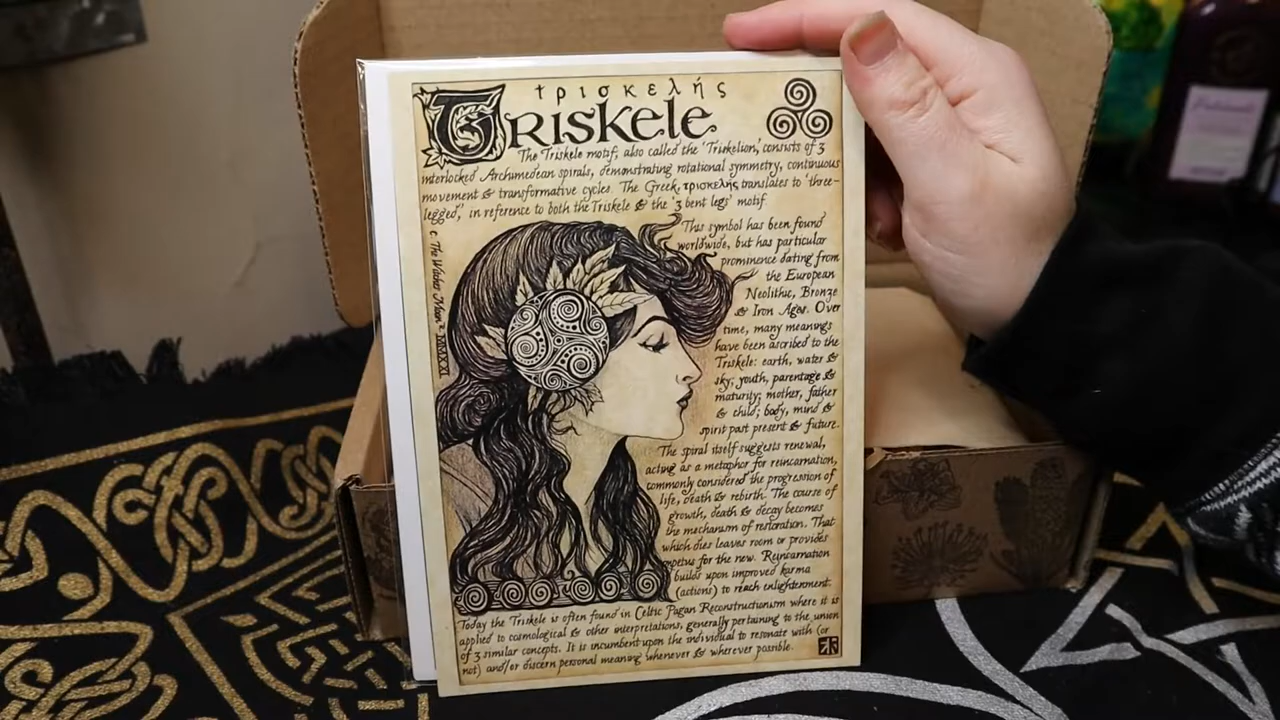 τρισκελής
Triskele
The Triskele motif, also called the 'Triskelion', consists of 3
interlocked Archimedean spirals, demonstrating rotational symmetry, continuous
movement & transformative cycles. The Greek, τρισκελής translates to 'three-
legged', in reference to both the Triskele & the '3 bent legs' motif
This symbol has been found
worldwide, but has particular
prominence dating from
the European
Neolithic, Bronze
& Iron Ages. Over
time, many meanings
have been ascribed to the
Triskele: earth, water &
sky; youth, parentage &
maturity; mother, father
& child; body, mind &
spirit past present & future.
The spiral itself suggests renewal,
acting as a metaphor for reincarnation,
commonly considered the progression of
life, death & rebirth. The course of
growth, death & decay becomes
the mechanism of restoration. That
which dies leaves room or provides
mpetus for the new. Reincarnation
builds upon improved karma
(actions) to reach enlightenment.
Today the Triskele is often found in Celtic Pagan Reconstructionism where it is
applied to cosmological & other interpretations, generally pertaining to the union
of 3 similar concepts. It is incumbent upon the individual to resonate with (or
not) and/or discern personal meaning whenever & wherever possible.
c. The Witches Moon MMXXI